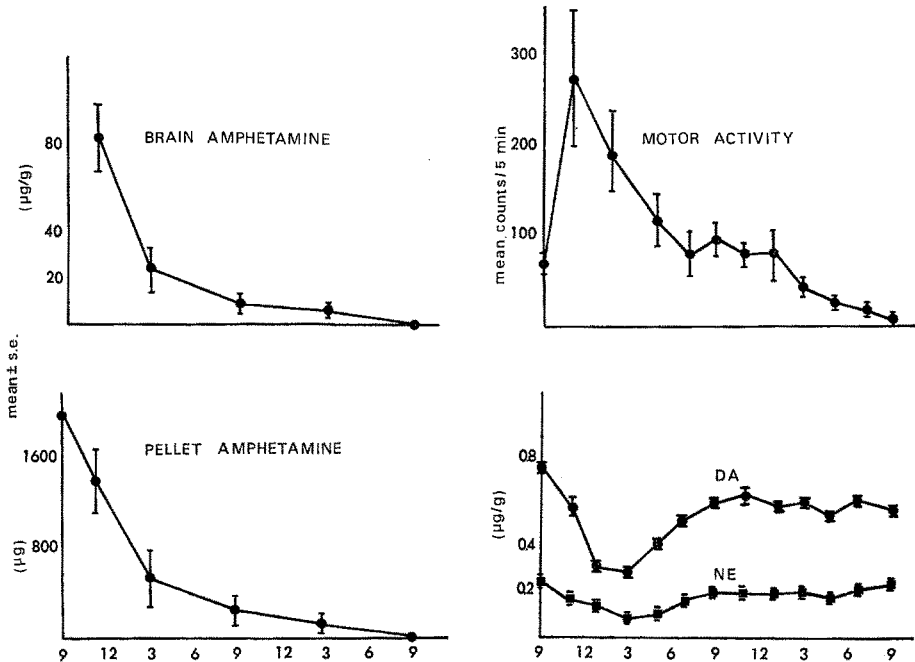 BRAIN AMPHETAMINE
(µg/g)
80
40
20
MOTOR ACTIVITY
mean counts/5 min
300
200
100
mean ± s.e.
PELLET AMPHETAMINE
(µg)
1600
800
9 12 3 6 9 12 3 6 9
DA
NE
(µg/g)
0.8
0.4
0.2
9 12 3 6 9 12 3 6 9